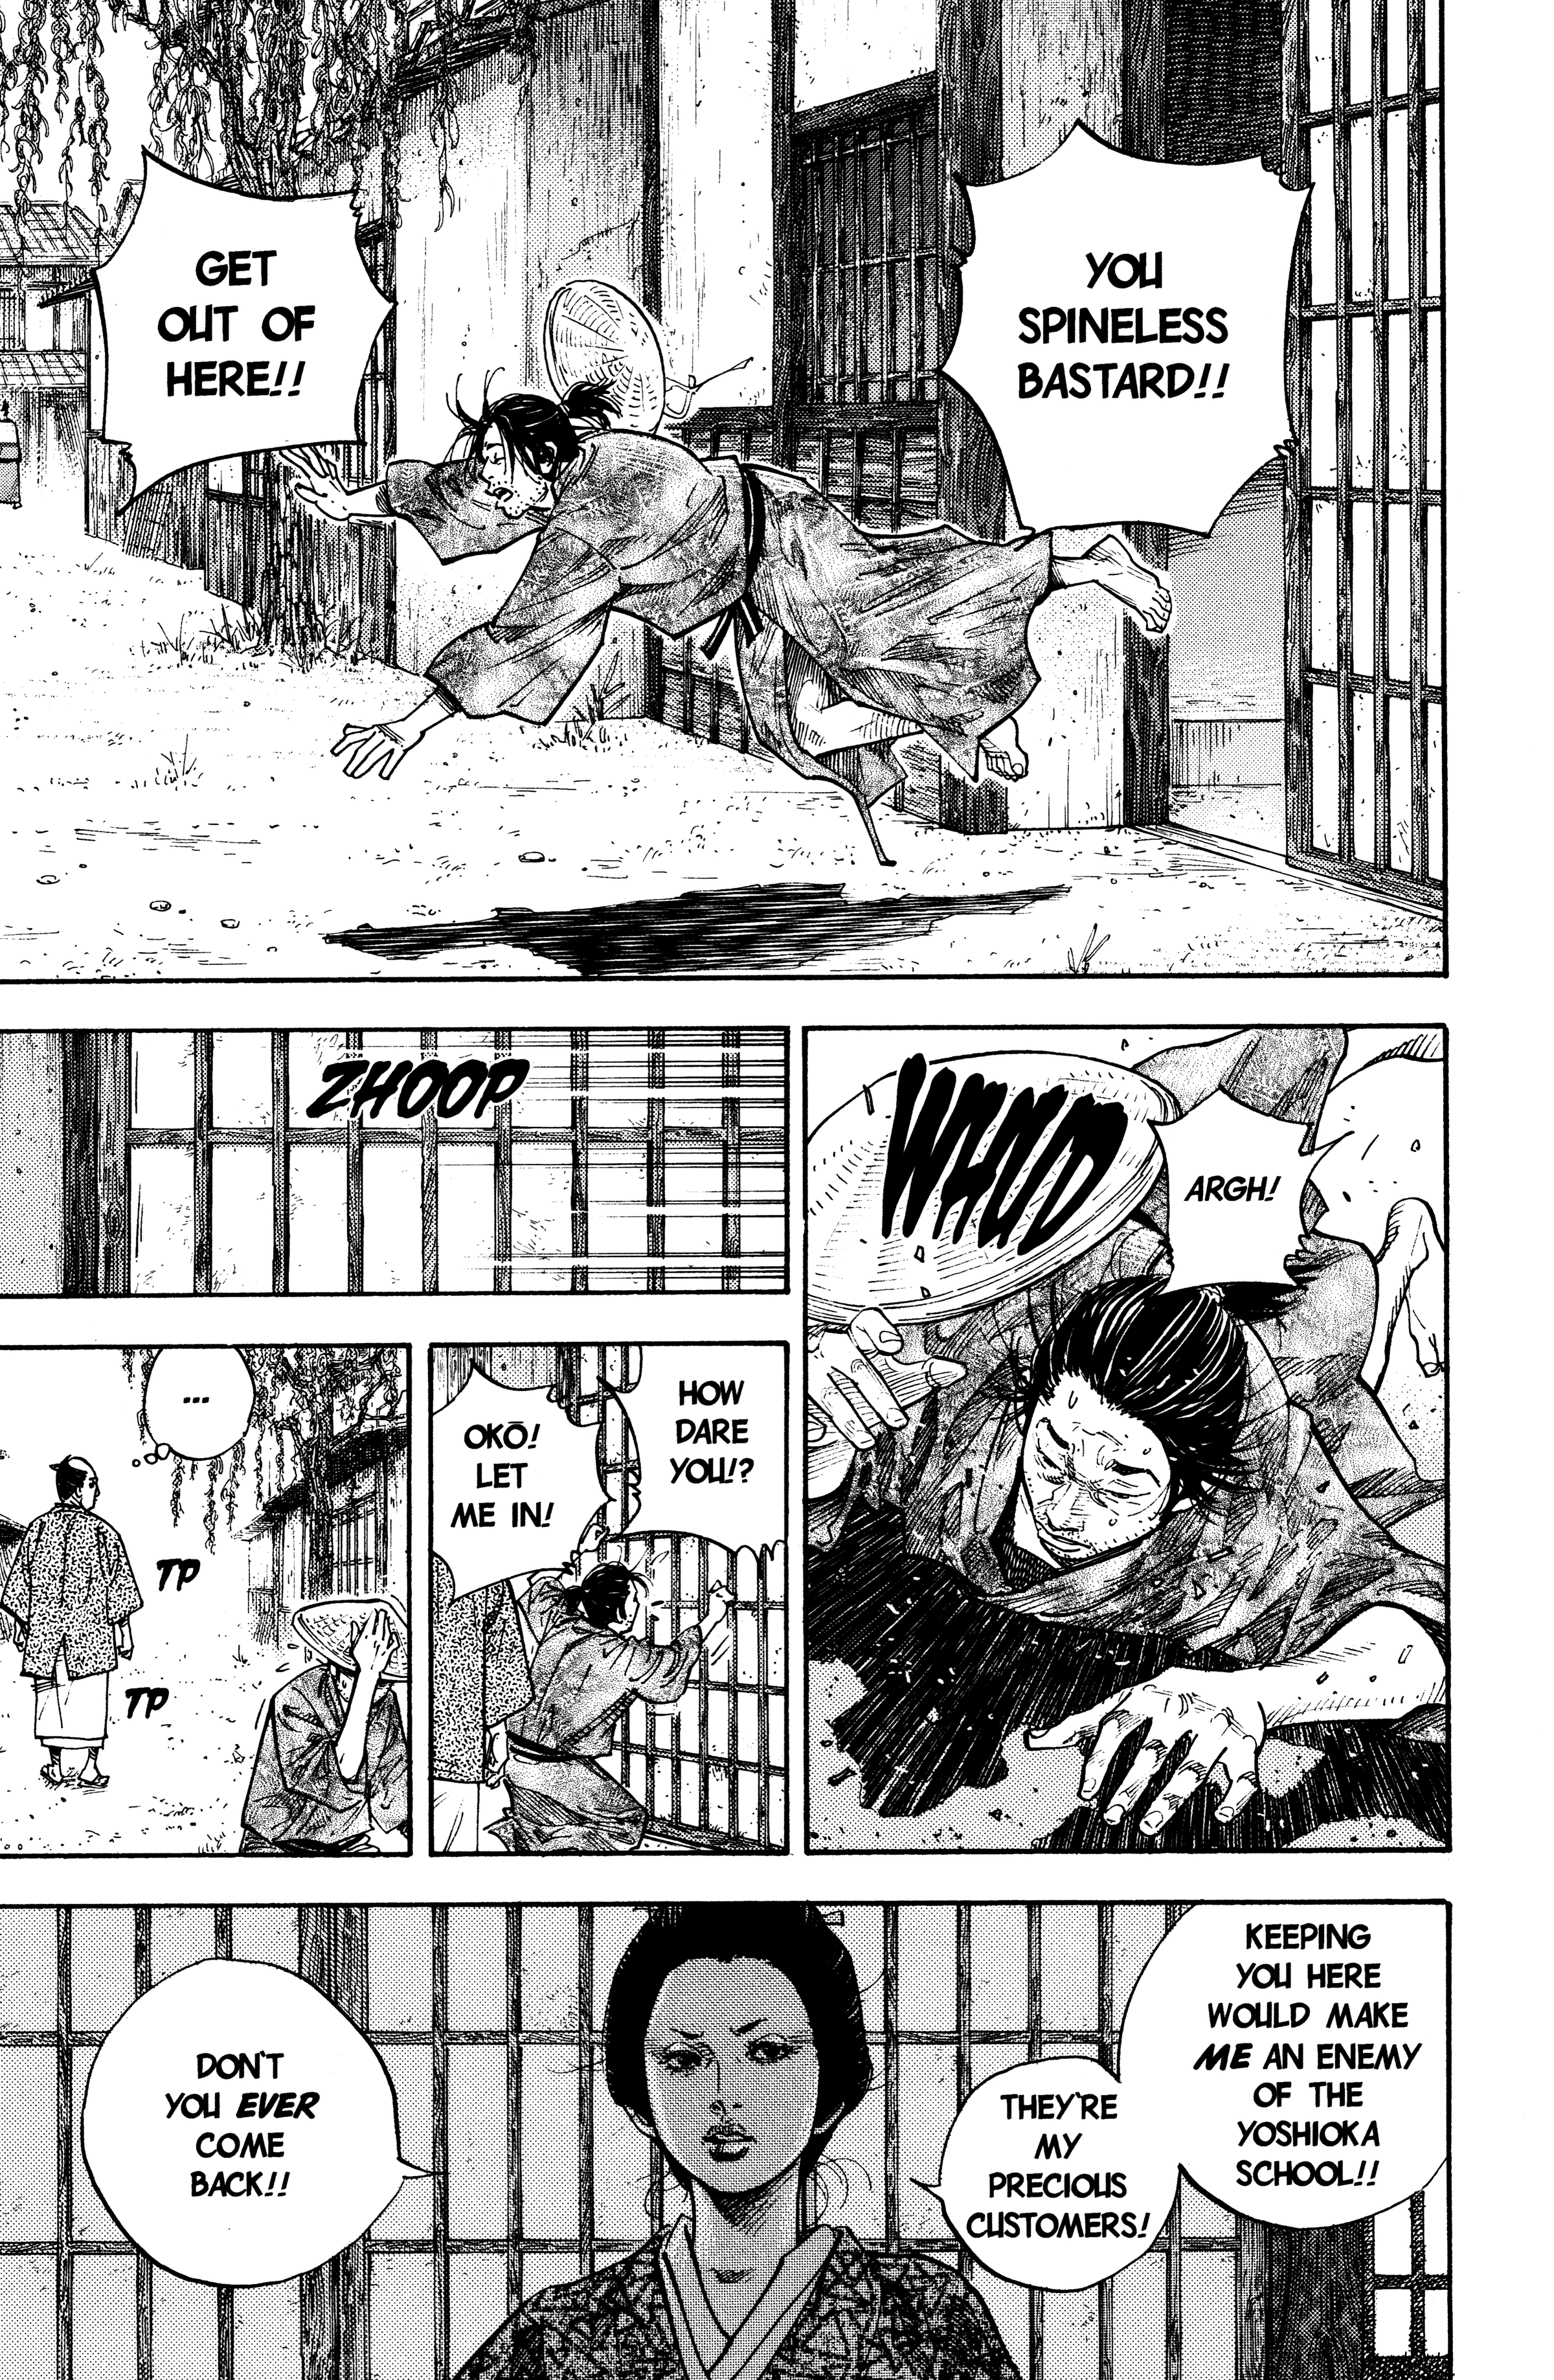 YOU
SPINELESS
BASTARD!!
GET
OUT OF
HERE!!
WHUD
ARGH!
ZHOOP
HOW
DARE
YOU!?
OKŌ!
LET
ME IN!
...
TP
TP
KEEPING
YOU HERE
WOULD MAKE
ME AN ENEMY
OF THE
YOSHIOKA
SCHOOL!!
THEY'RE
MY
PRECIOUS
CUSTOMERS!
DON'T
YOU EVER
COME
BACK!!